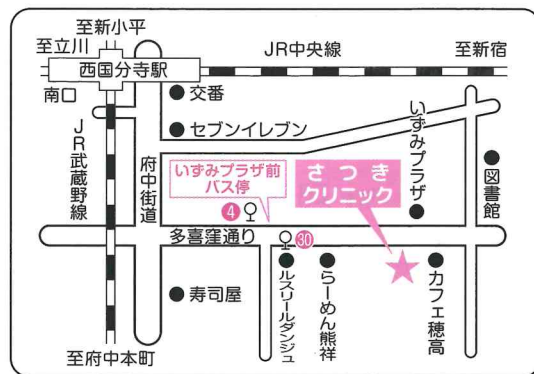 至新小平
至立川
JR中央線
至新宿
西国分寺駅
南口
交番
セブンイレブン
JR武蔵野線
府中街道
いずみプラザ前
バス停
さつき
クリニック
いずみプラザ
図書館
4
多喜窪通り
30
寿司屋
ルスリールダンジュ
らーめん熊祥
カフェ穂高
至府中本町